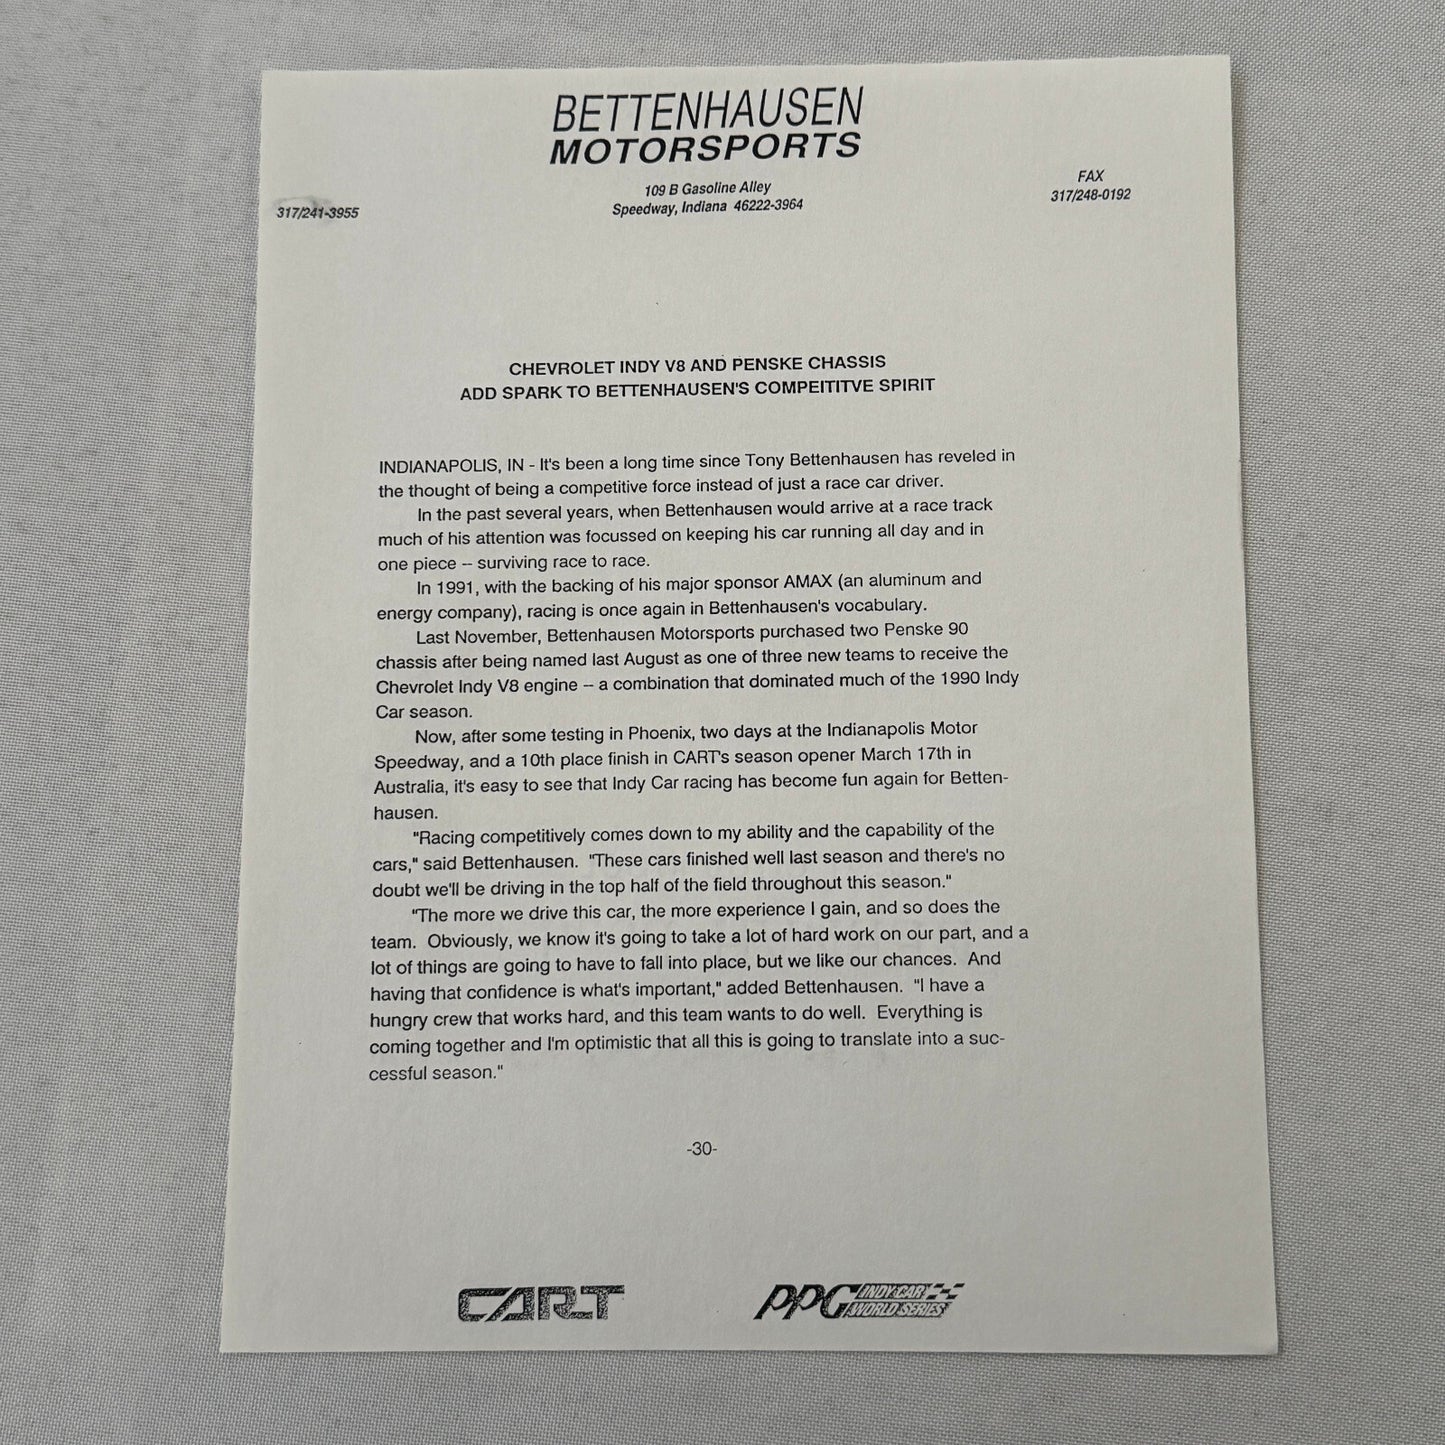 BETTENHAUSEN
MOTORSPORTS
109 B Gasoline Alley
Speedway, Indiana 46222-3964
317/241-3955
FAX
317/248-0192
CHEVROLET INDY V8 AND PENSKE CHASSIS
ADD SPARK TO BETTENHAUSEN'S COMPEITITVE SPIRIT
INDIANAPOLIS, IN - It's been a long time since Tony Bettenhausen has reveled in
the thought of being a competitive force instead of just a race car driver.
In the past several years, when Bettenhausen would arrive at a race track
much of his attention was focussed on keeping his car running all day and in
one piece -- surviving race to race.
In 1991, with the backing of his major sponsor AMAX (an aluminum and
energy company), racing is once again in Bettenhausen's vocabulary.
Last November, Bettenhausen Motorsports purchased two Penske 90
chassis after being named last August as one of three new teams to receive the
Chevrolet Indy V8 engine -- a combination that dominated much of the 1990 Indy
Car season.
Now, after some testing in Phoenix, two days at the Indianapolis Motor
Speedway, and a 10th place finish in CART's season opener March 17th in
Australia, it's easy to see that Indy Car racing has become fun again for Betten-
hausen.
"Racing competitively comes down to my ability and the capability of the
cars," said Bettenhausen. "These cars finished well last season and there's no
doubt we'll be driving in the top half of the field throughout this season."
"The more we drive this car, the more experience I gain, and so does the
team. Obviously, we know it's going to take a lot of hard work on our part, and a
lot of things are going to have to fall into place, but we like our chances. And
having that confidence is what's important," added Bettenhausen. "I have a
hungry crew that works hard, and this team wants to do well. Everything is
coming together and I'm optimistic that all this is going to translate into a suc-
cessful season."
-30-
CART
PPG INDY CAR
WORLD SERIES